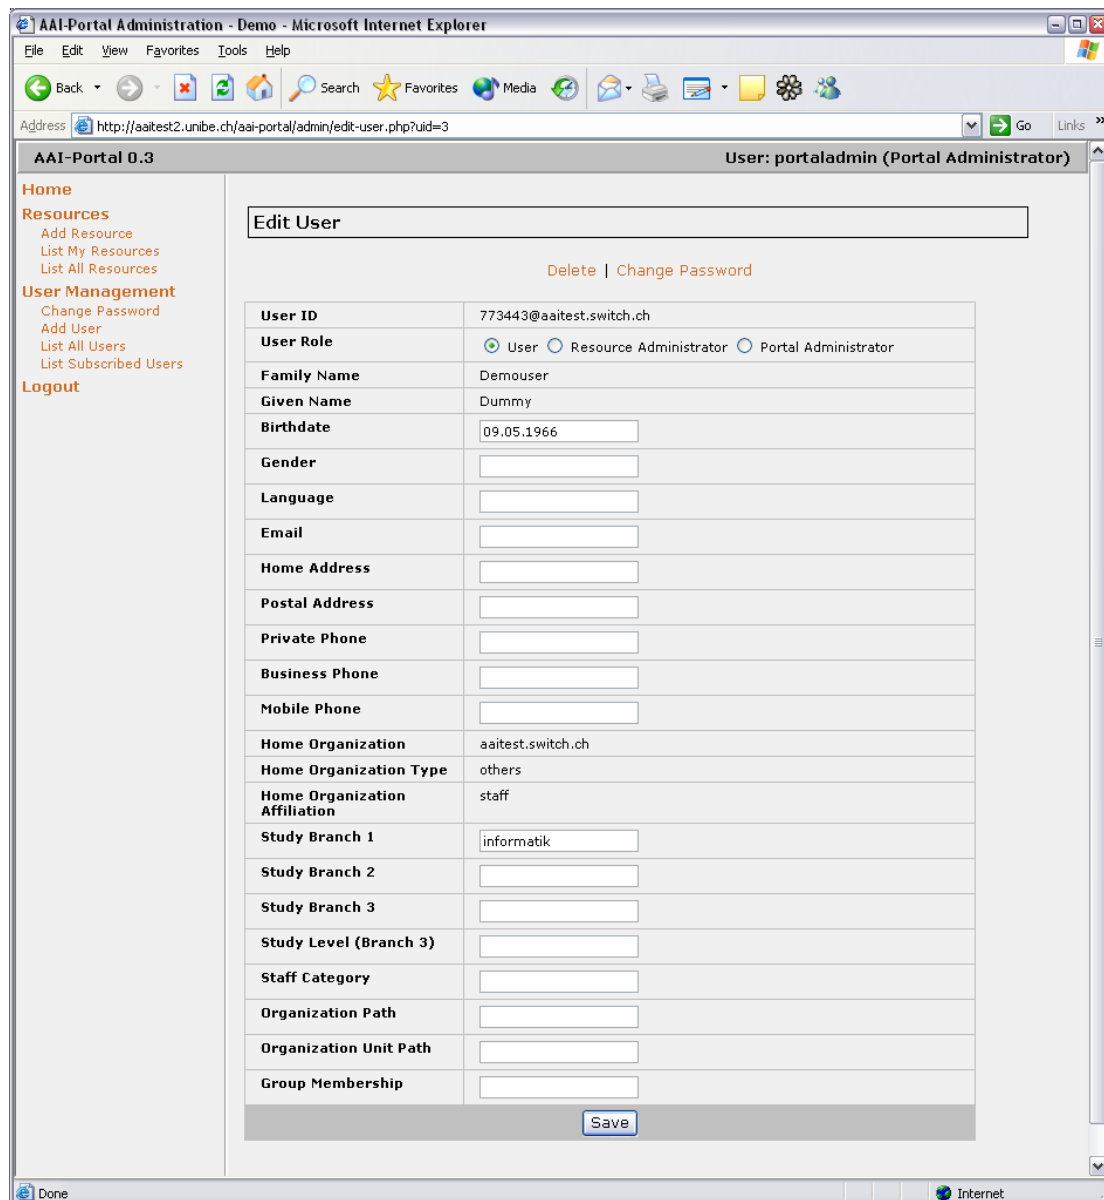 AAI-Portal Administration - Demo - Microsoft Internet Explorer
File Edit View Favorites Tools Help
Back Search Favorites Media
Address http://aaitest2.unibe.ch/aai-portal/admin/edit-user.php?uid=3 Go Links »
AAI-Portal 0.3 User: portaladmin (Portal Administrator)
Home
Resources
Add Resource
List My Resources
List All Resources
User Management
Change Password
Add User
List All Users
List Subscribed Users
Logout
Edit User
Delete | Change Password
User ID 773443@aaitest.switch.ch
User Role User Resource Administrator Portal Administrator
Family Name Demouser
Given Name Dummy
Birthdate 09.05.1966
Gender
Language
Email
Home Address
Postal Address
Private Phone
Business Phone
Mobile Phone
Home Organization aaitest.switch.ch
Home Organization Type others
Home Organization staff
Affiliation
Study Branch 1 informatik
Study Branch 2
Study Branch 3
Study Level (Branch 3)
Staff Category
Organization Path
Organization Unit Path
Group Membership
Save
Done Internet